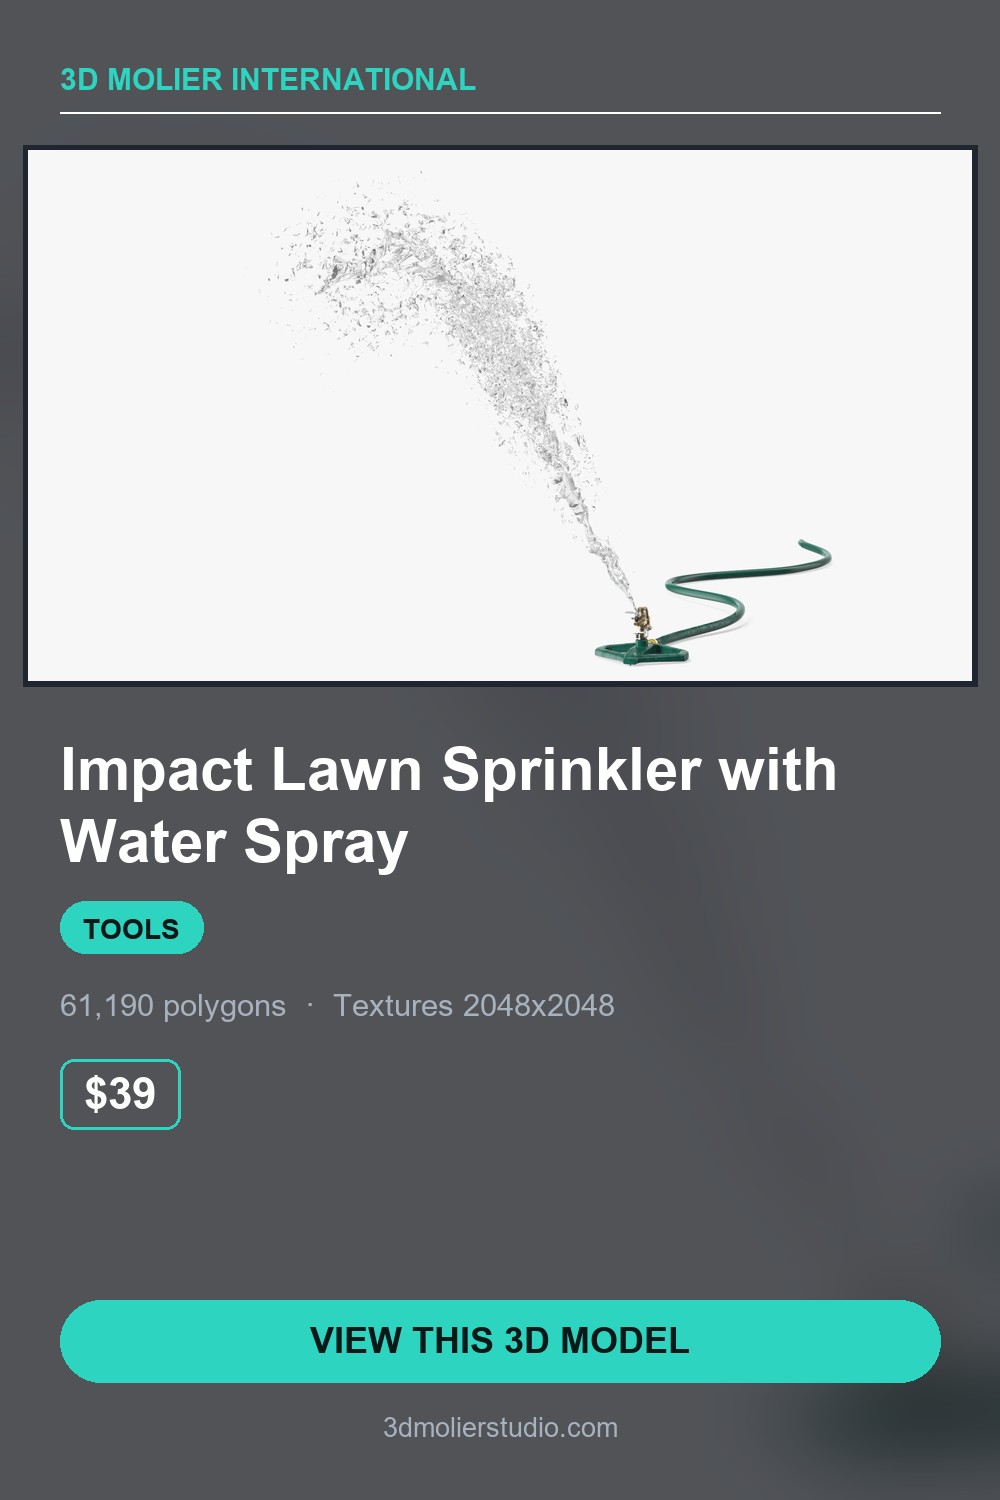 3D MOLIER INTERNATIONAL
Impact Lawn Sprinkler with
Water Spray
TOOLS
61,190 polygons · Textures 2048x2048
$39
VIEW THIS 3D MODEL
3dmolierstudio.com